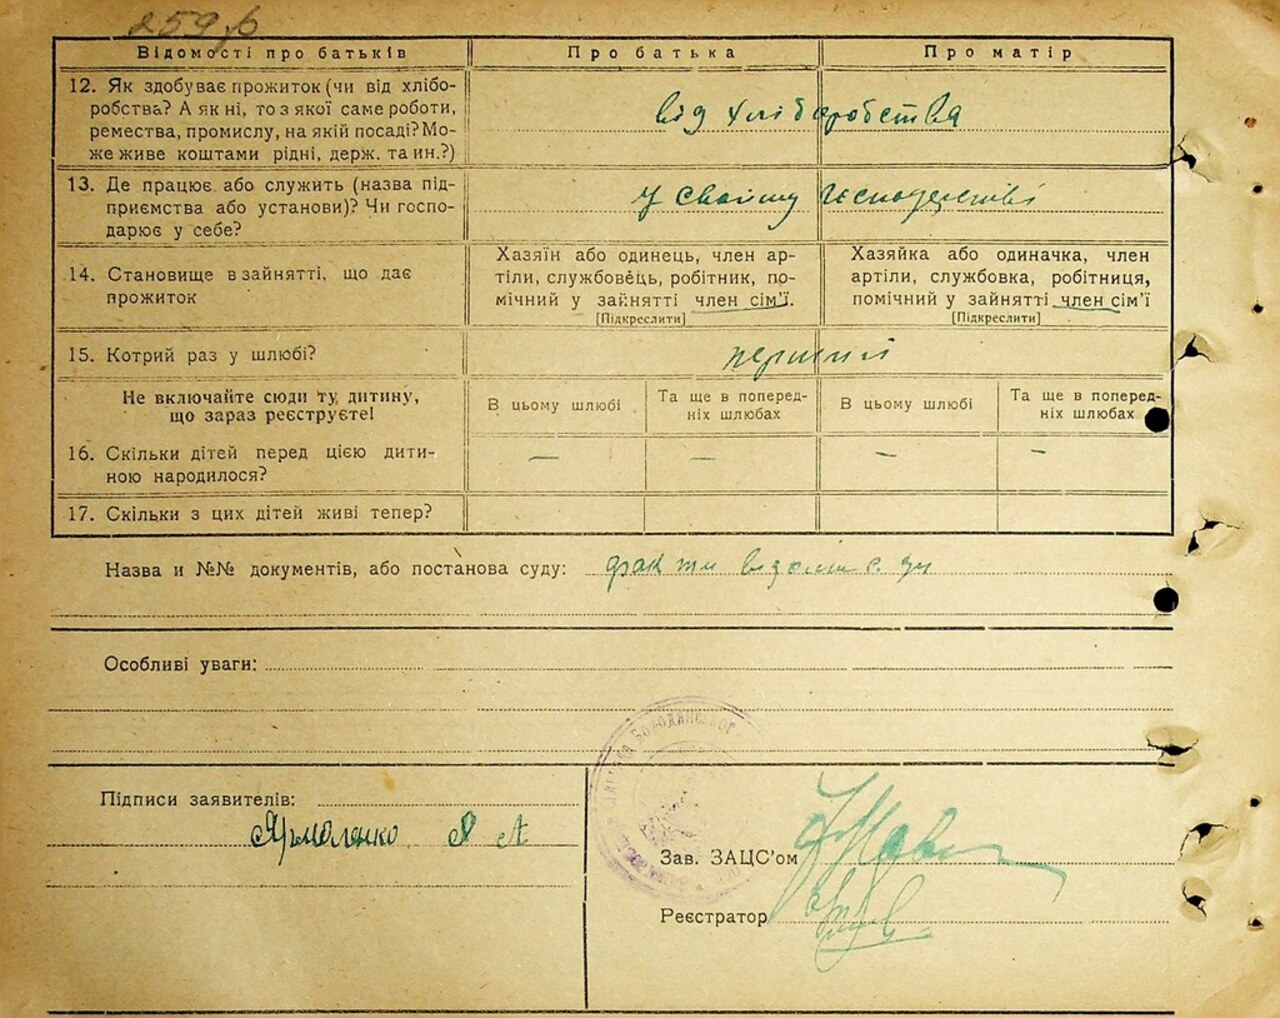 259
Відомості про батьків
Про батька
Про матір
12. Як здобуває прожиток (чи від хлібо-
робства? А як ні, то з якої саме роботи,
ремества, промислу, на якій посаді? Мо-
же живе коштами рідні, держ. та ин.?)
від хліборобства
13. Де працює або служить (назва під-
приємства або установи)? Чи госпо-
дарює у себе?
у своїму господарстві
14. Становище в зайнятті, що дає
прожиток
Хазяїн або одинець, член ар-
тіли, службовець, робітник, по-
мічний у зайнятті член сім'ї.
[Підкреслити]
Хазяйка або одиначка, член
артіли, службовка, робітниця,
помічний у зайнятті член сім'ї
[Підкреслити]
15. Котрий раз у шлюбі?
перший
Не включайте сюди ту, дитину,
що зараз реєструєте!
В цьому шлюбі
Та ще в поперед-
ніх шлюбах
В цьому шлюбі
Та ще в поперед-
ніх шлюбах
16. Скільки дітей перед цією дити-
ною народилося?
— — — —
17. Скільки з цих дітей живі тепер?
Назва и №№ документів, або постанова суду:
Особливі уваги:
Підписи заявителів:
Ярмоленко Я А
Зав. ЗАЦС'ом
Реєстратор